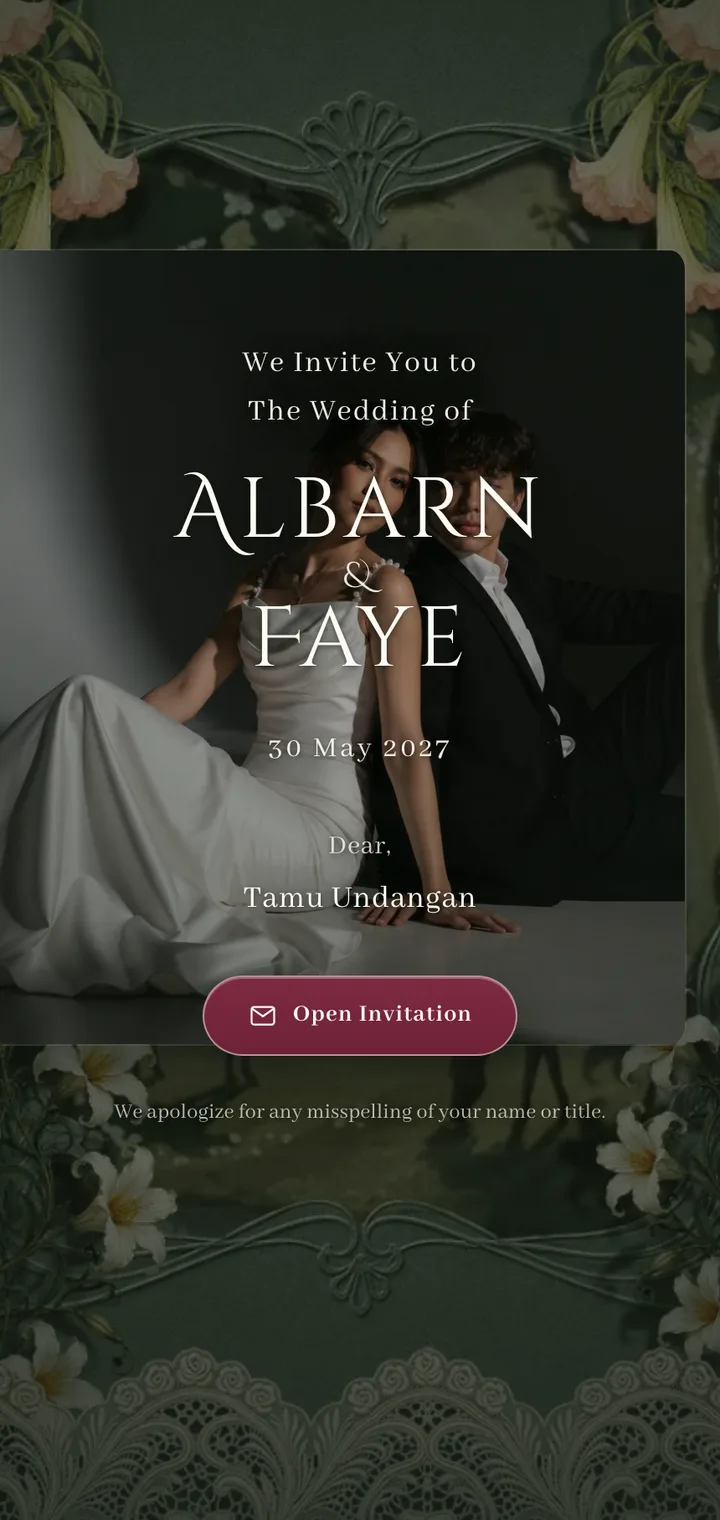 We Invite You to
The Wedding of
ALBARN
&
FAYE
30 May 2027
Dear,
Tamu Undangan
Open Invitation
We apologize for any misspelling of your name or title.